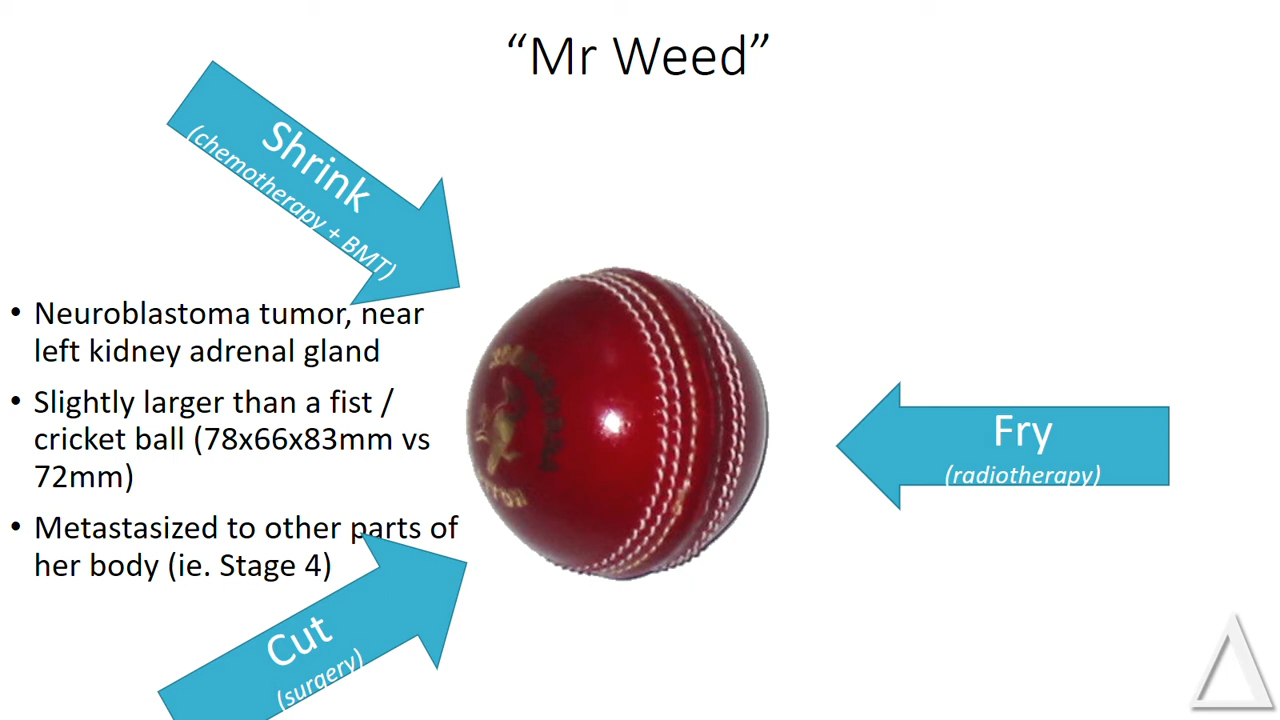 “Mr Weed”
Shrink
(chemotherapy + BMT)
• Neuroblastoma tumor, near
left kidney adrenal gland
• Slightly larger than a fist /
cricket ball (78x66x83mm vs
72mm)
• Metastasized to other parts of
her body (ie. Stage 4)
Fry
(radiotherapy)
Cut
(surgery)